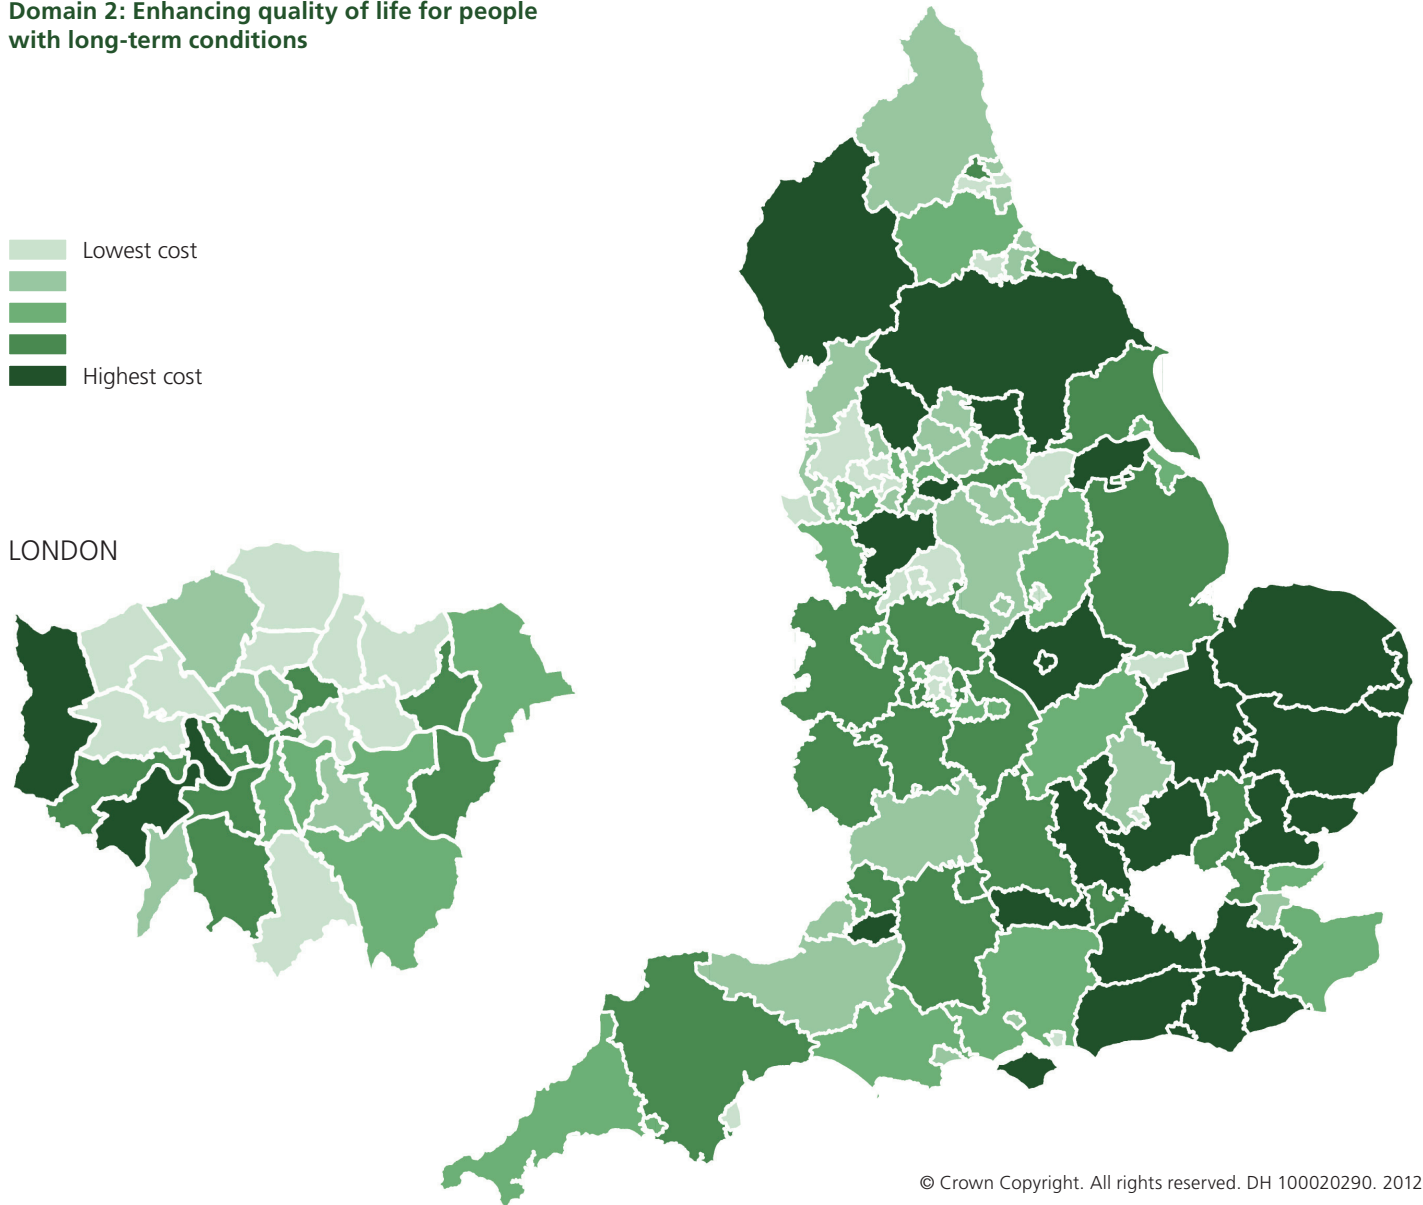 Domain 2: Enhancing quality of life for people
with long-term conditions
Lowest cost
Highest cost
LONDON
© Crown Copyright. All rights reserved. DH 100020290. 2012